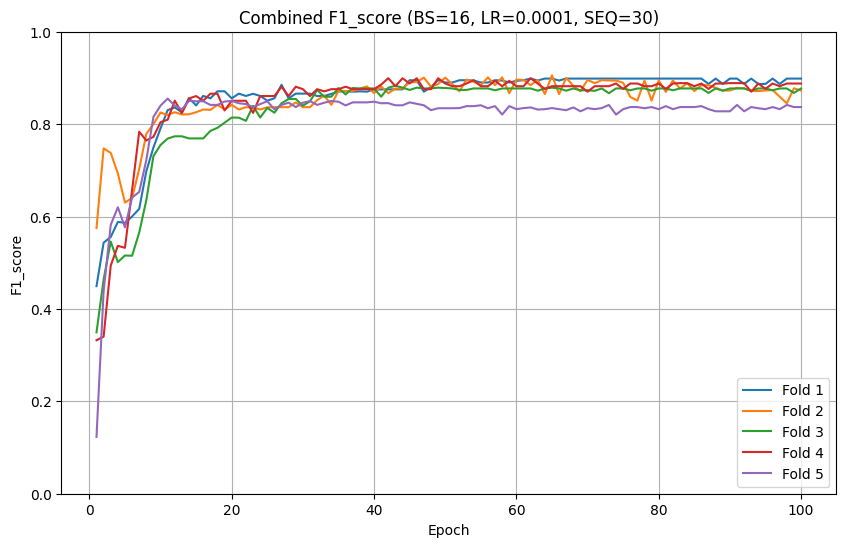 Combined F1_score (BS=16, LR=0.0001, SEQ=30)
1.0
0.8
0.6
0.4
0.2
0.0
F1_score
0 20 40 60 80 100
Epoch
Fold 1
Fold 2
Fold 3
Fold 4
Fold 5